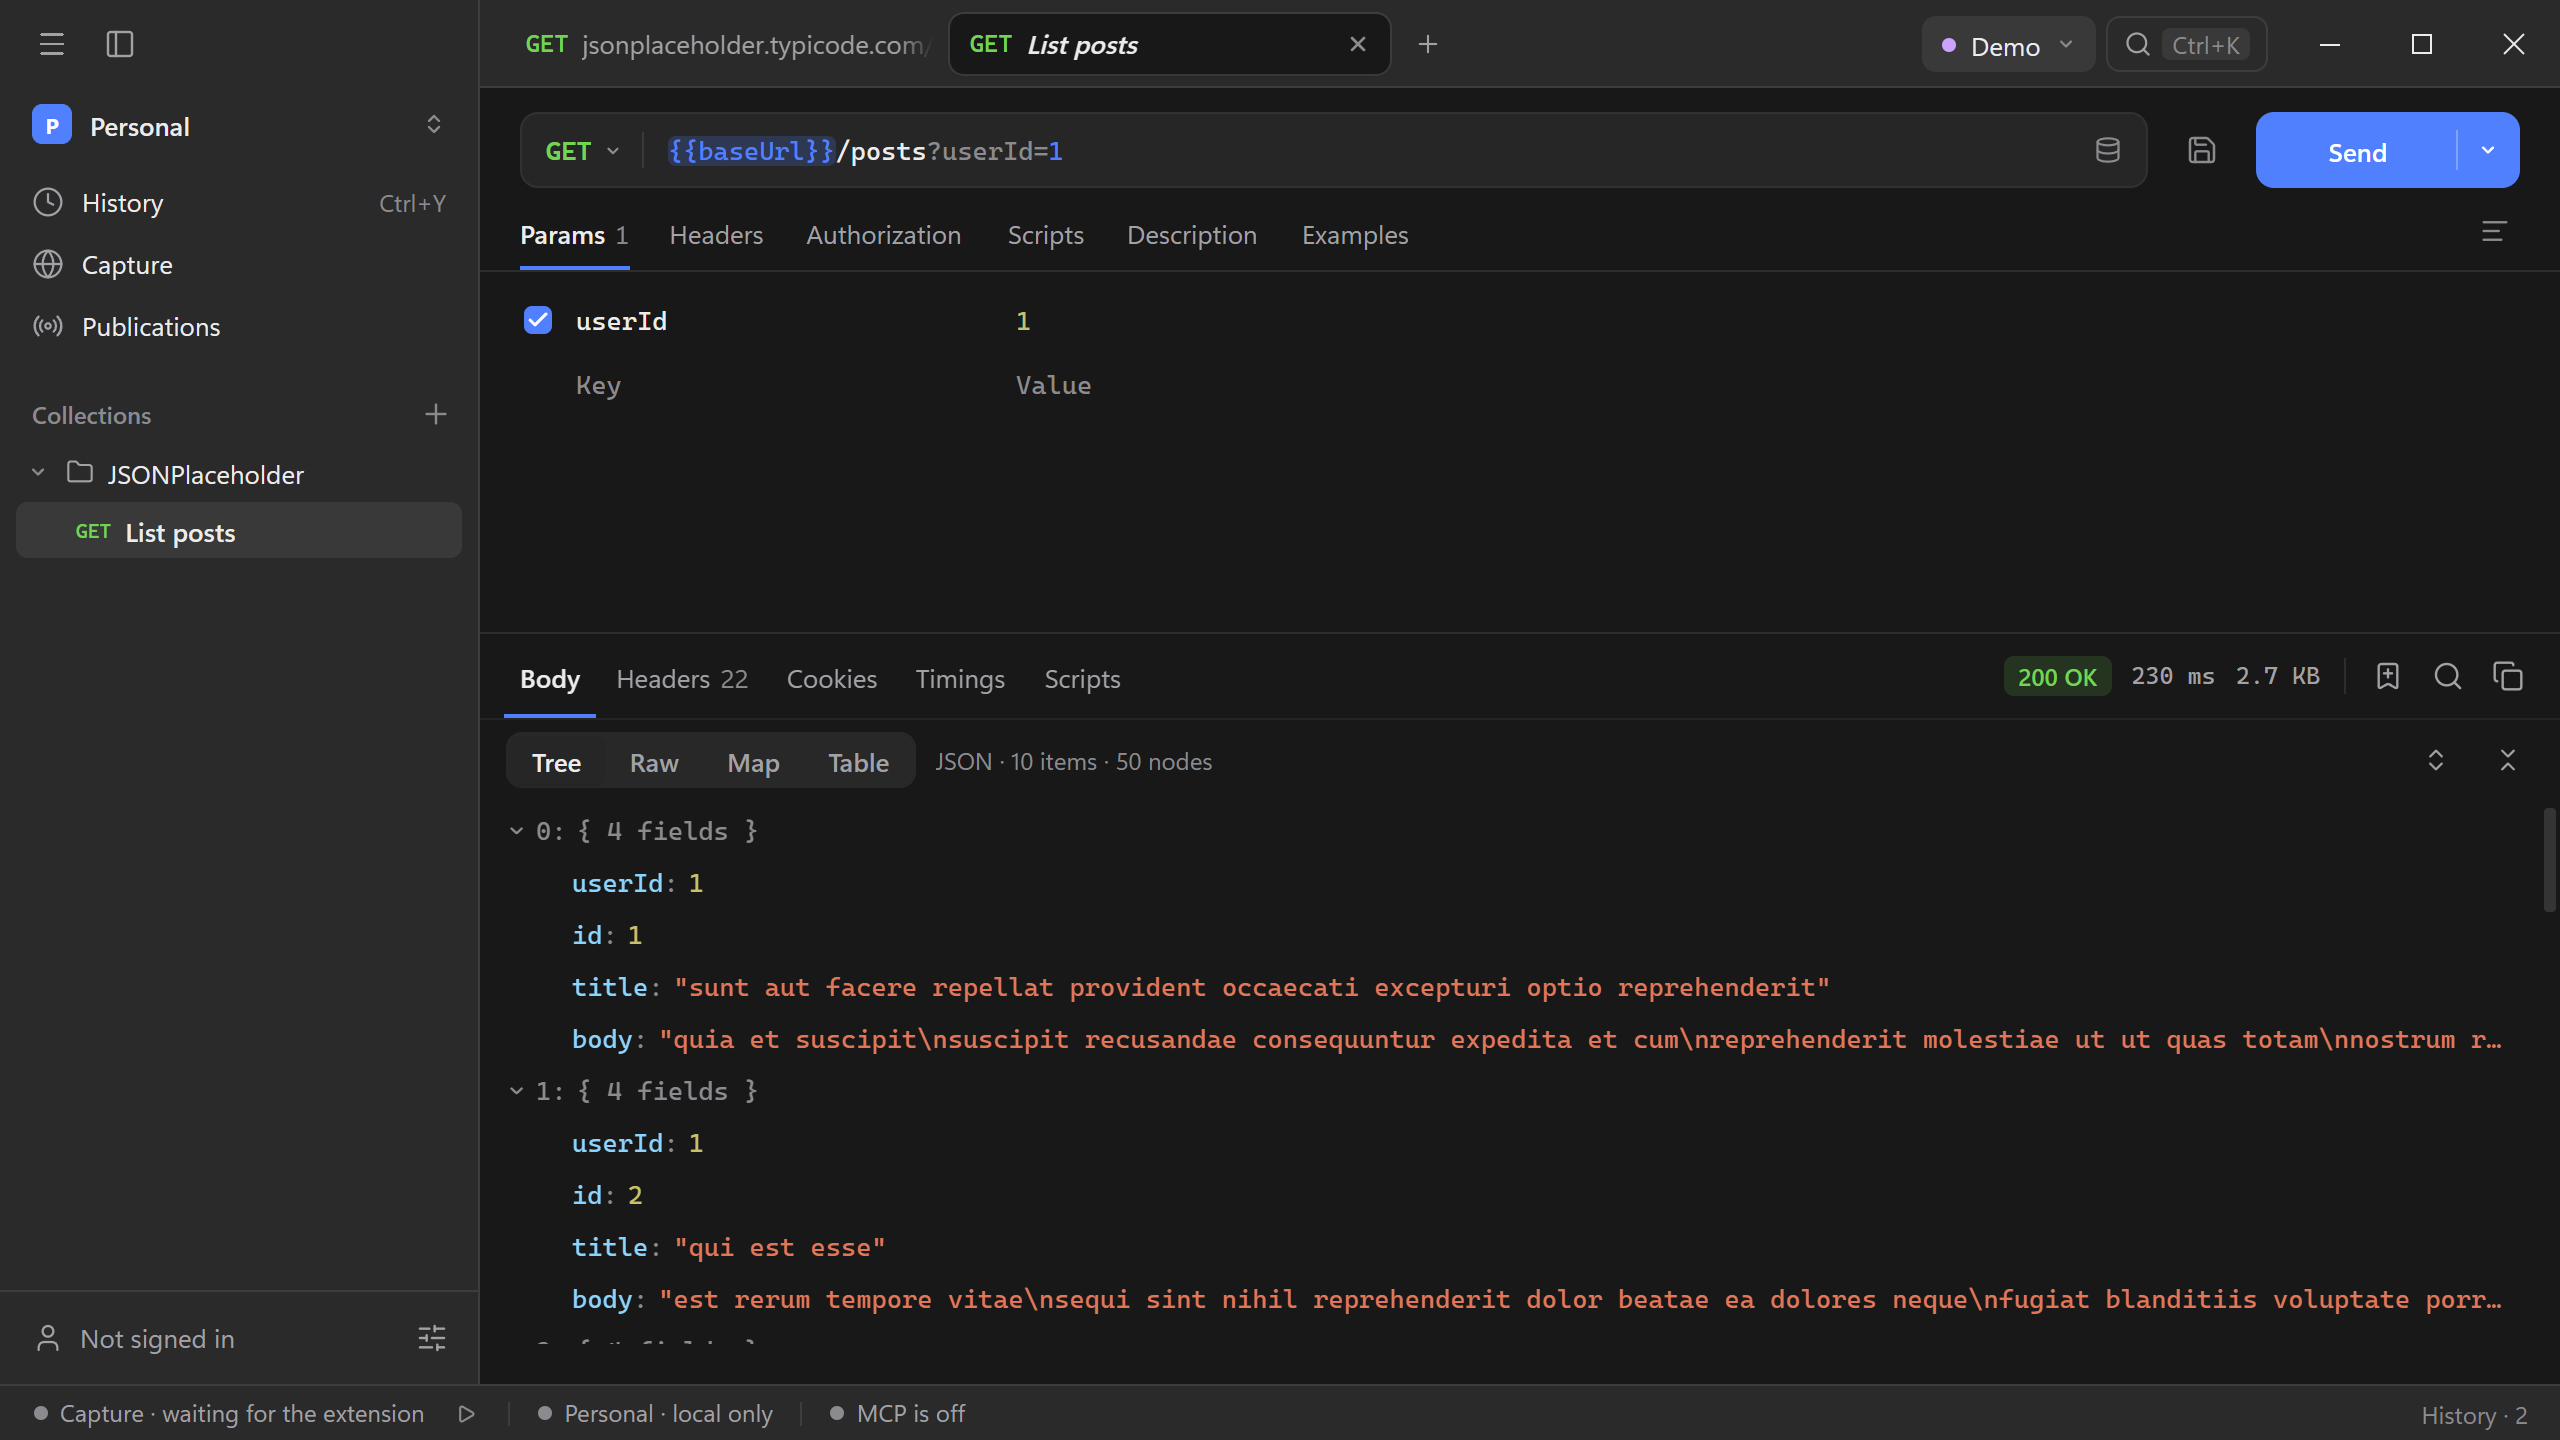 GET jsonplaceholder.typicode.com/
GET List posts
Demo
Ctrl+K
P Personal
History Ctrl+Y
Capture
Publications
Collections
JSONPlaceholder
GET List posts
Not signed in
GET {{baseUrl}}/posts?userId=1
Send
Params 1 Headers Authorization Scripts Description Examples
userId 1
Key Value
Body Headers 22 Cookies Timings Scripts
200 OK 230 ms 2.7 KB
Tree Raw Map Table JSON · 10 items · 50 nodes
0: { 4 fields }
userId: 1
id: 1
title: "sunt aut facere repellat provident occaecati excepturi optio reprehenderit"
body: "quia et suscipit\nsuscipit recusandae consequuntur expedita et cum\nreprehenderit molestiae ut ut quas totam\nnostrum r…
1: { 4 fields }
userId: 1
id: 2
title: "qui est esse"
body: "est rerum tempore vitae\nsequi sint nihil reprehenderit dolor beatae ea dolores neque\nfugiat blanditiis voluptate porr…
Capture · waiting for the extension
Personal · local only
MCP is off
History · 2